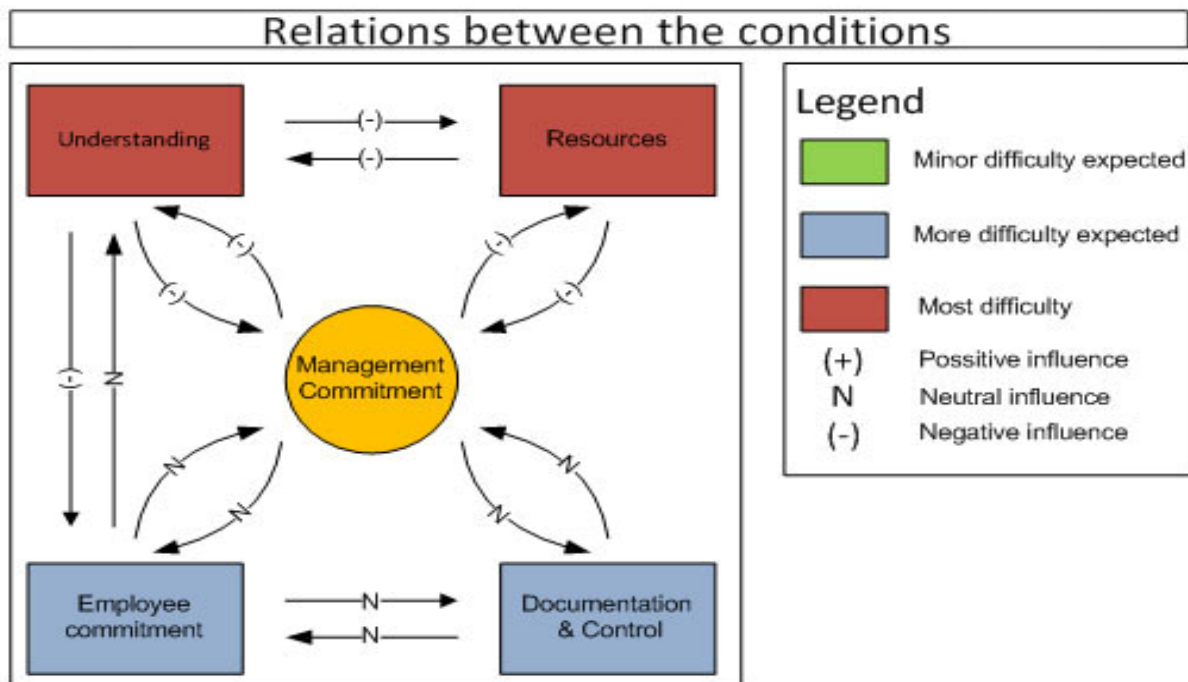 Relations between the conditions
Understanding
(-)
(-)
Resources
(-)
(-)
(-)
(-)
(-)
N
Management
Commitment
N
N
N
N
Employee
commitment
N
N
Documentation
& Control
Legend
Minor difficulty expected
More difficulty expected
Most difficulty
(+) Possitive influence
N Neutral influence
(-) Negative influence